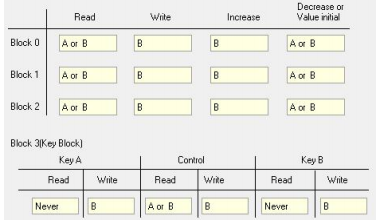 Read Write Increase Decrease or
Value initial
Block 0 A or B B B A or B
Block 1 A or B B B A or B
Block 2 A or B B B A or B
Block 3(Key Block)
Key A Control Key B
Read Write Read Write Read Write
Never B A or B B Never B